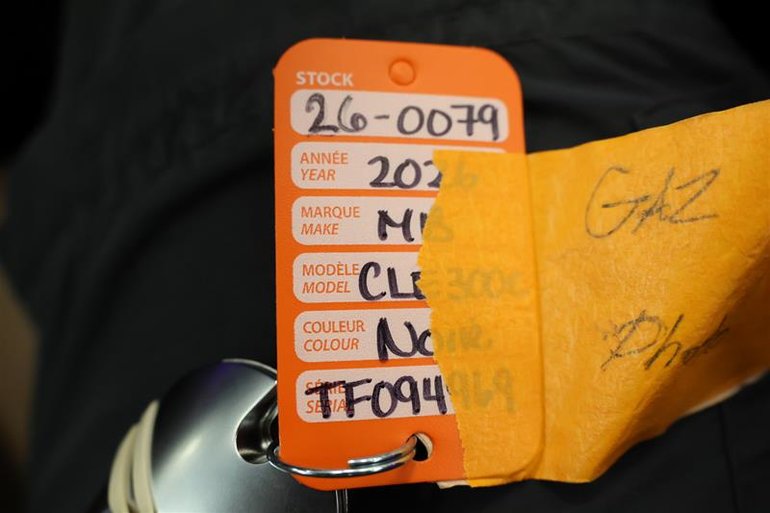 STOCK
26-0079
ANNÉE
YEAR
2026
MARQUE
MAKE
MB
MODÈLE
MODEL
CLE300C
COULEUR
COLOUR
Noir
SÉRIE
SERIAL
TF094969
GAZ
Photo